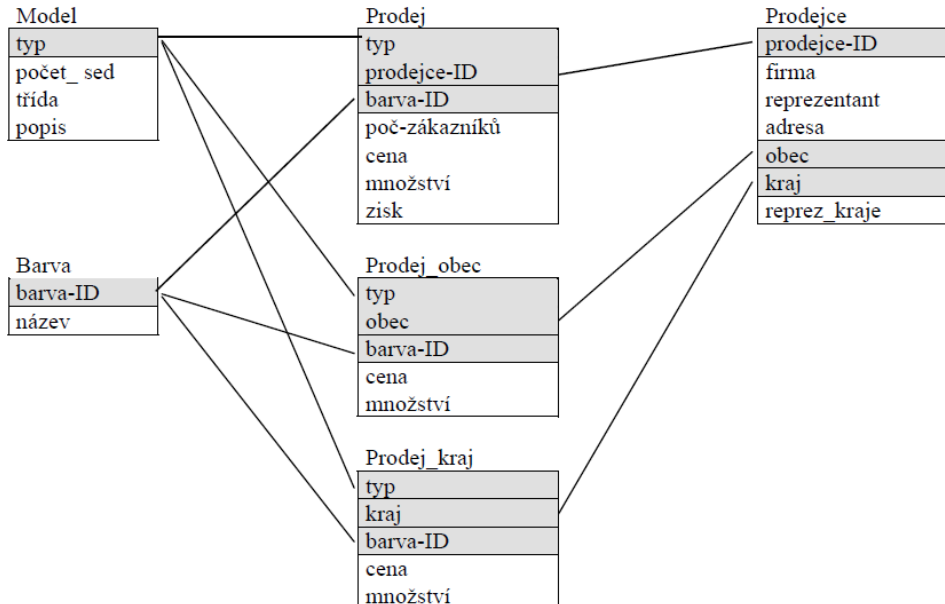 Model
typ
počet_ sed
třída
popis
Barva
barva-ID
název
Prodej
typ
prodejce-ID
barva-ID
poč-zákazníků
cena
množství
zisk
Prodej_obec
typ
obec
barva-ID
cena
množství
Prodej_kraj
typ
kraj
barva-ID
cena
množství
Prodejce
prodejce-ID
firma
reprezentant
adresa
obec
kraj
reprez_kraje